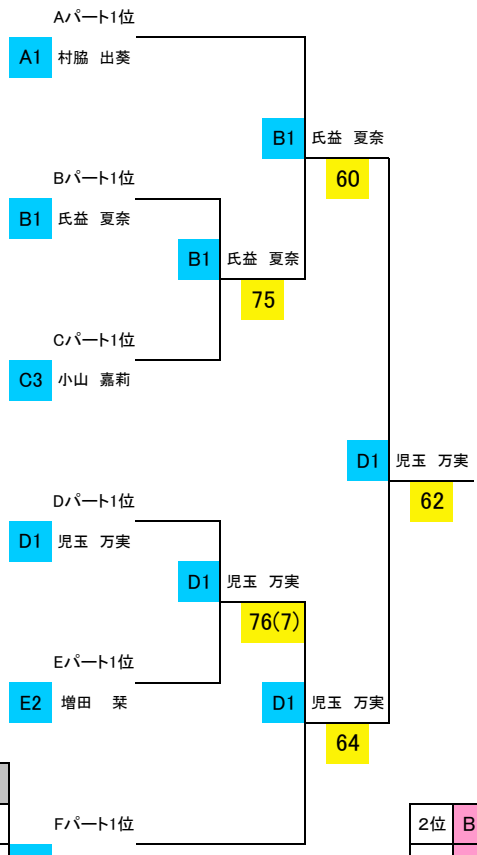 Aパート1位
A1 村脇 出葵
B1 氏益 夏奈
60
Bパート1位
B1 氏益 夏奈
B1 氏益 夏奈
75
Cパート1位
C3 小山 嘉莉
D1 児玉 万実
62
Dパート1位
D1 児玉 万実
D1 児玉 万実
76(7)
Eパート1位
E2 増田 栞
D1 児玉 万実
64
Fパート1位
2位 B